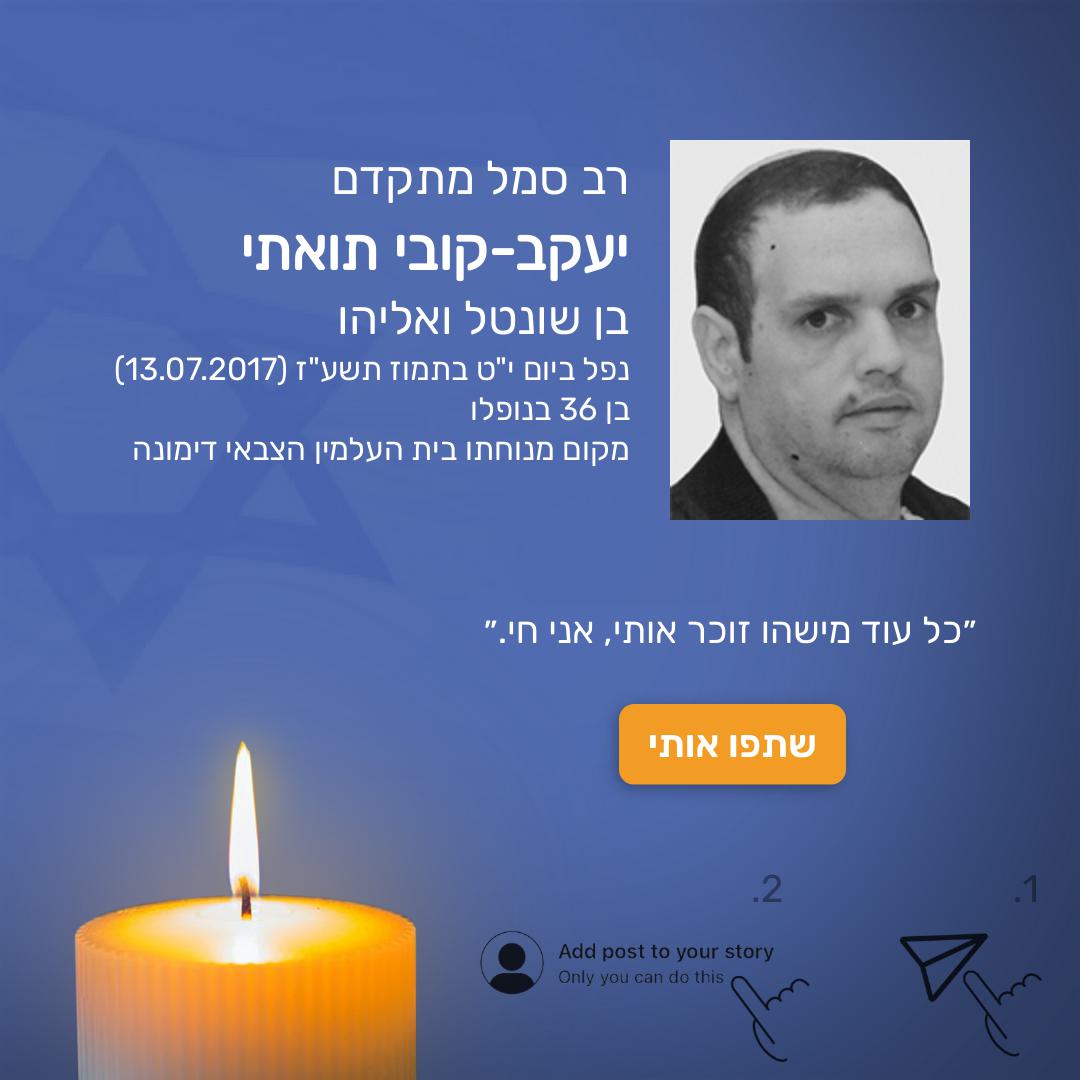 רב סמל מתקדם
יעקב-קובי תואתי
בן שונטל ואליהו
נפל ביום י"ט בתמוז תשע"ז (13.07.2017)
בן 36 בנופלו
מקום מנוחתו בית העלמין הצבאי דימונה
״כל עוד מישהו זוכר אותי, אני חי.״
שתפו אותי
.1
.2
Add post to your story
Only you can do this